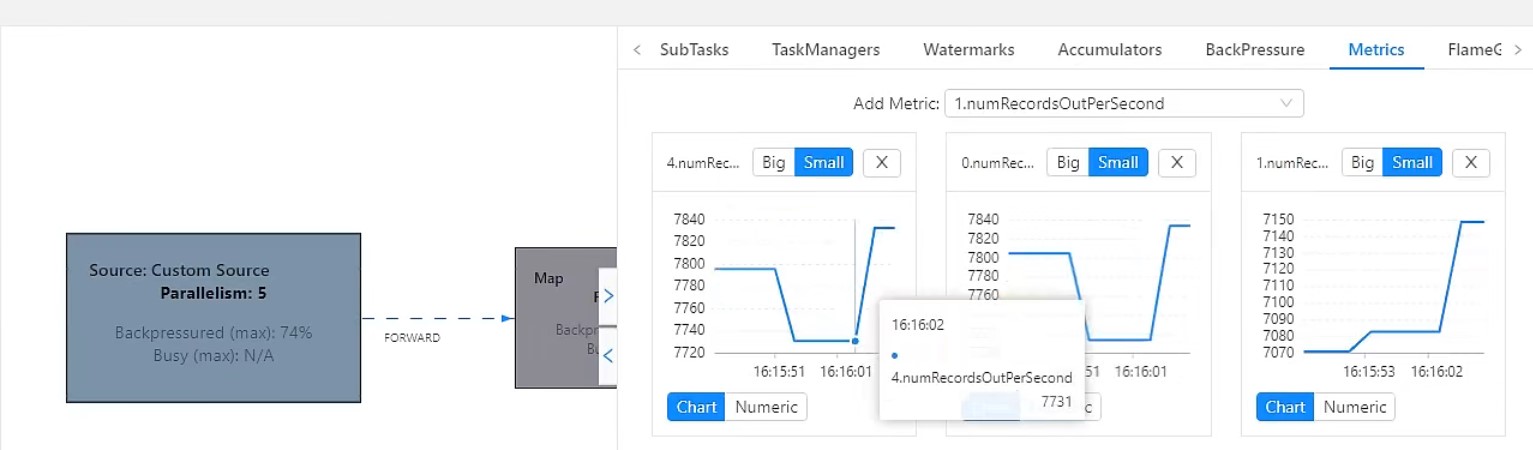 SubTasks TaskManagers Watermarks Accumulators BackPressure Metrics FlameG
Add Metric: 1.numRecordsOutPerSecond
4.numRec... Big Small X
0.numRec... Big Small X
1.numRec... Big Small X
7840
7820
7800
7780
7760
7740
7720
16:15:51 16:16:01
7840
7820
7800
7780
7760
51 16:16:01
7150
7140
7130
7120
7110
7100
7090
7080
7070
16:15:53 16:16:02
16:16:02
4.numRecordsOutPerSecond
7731
Chart Numeric
c
Chart Numeric
Source: Custom Source
Parallelism: 5
Backpressured (max): 74%
Busy (max): N/A
FORWARD
Map
Backpr